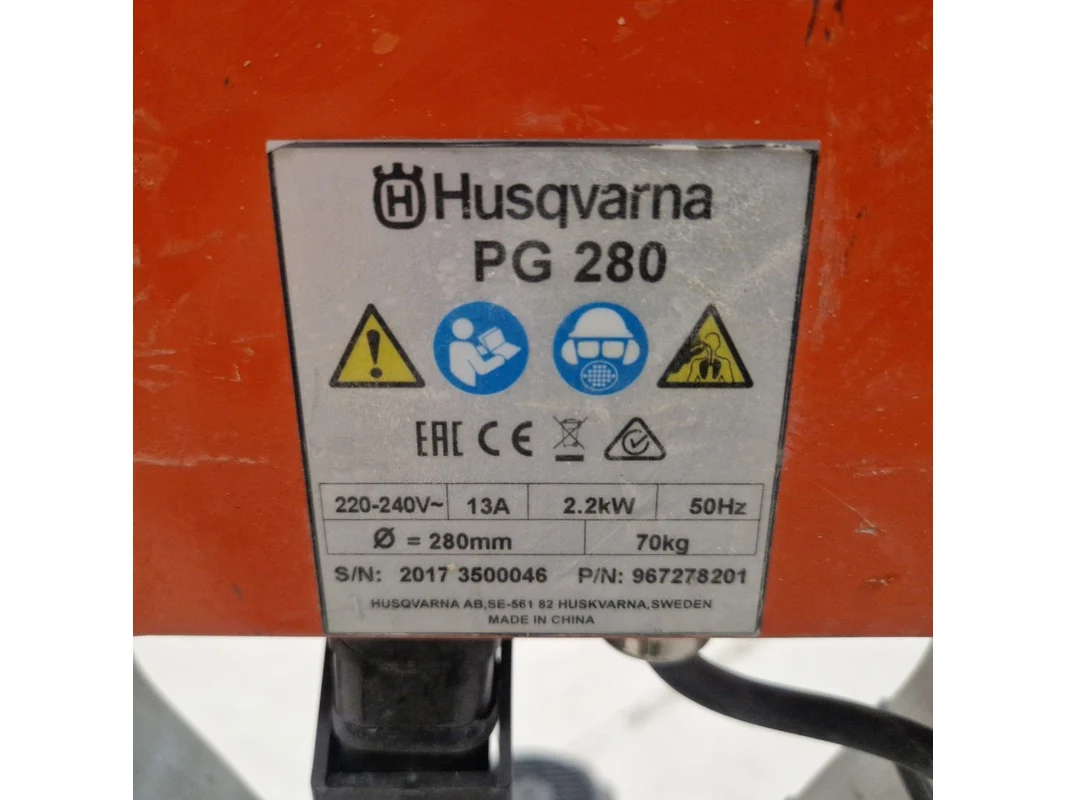 Husqvarna
PG 280
EAC CE
220-240V~ 13A 2.2kW 50Hz
Ø = 280mm 70kg
S/N: 2017 3500046 P/N: 967278201
HUSQVARNA AB,SE-561 82 HUSKVARNA,SWEDEN
MADE IN CHINA